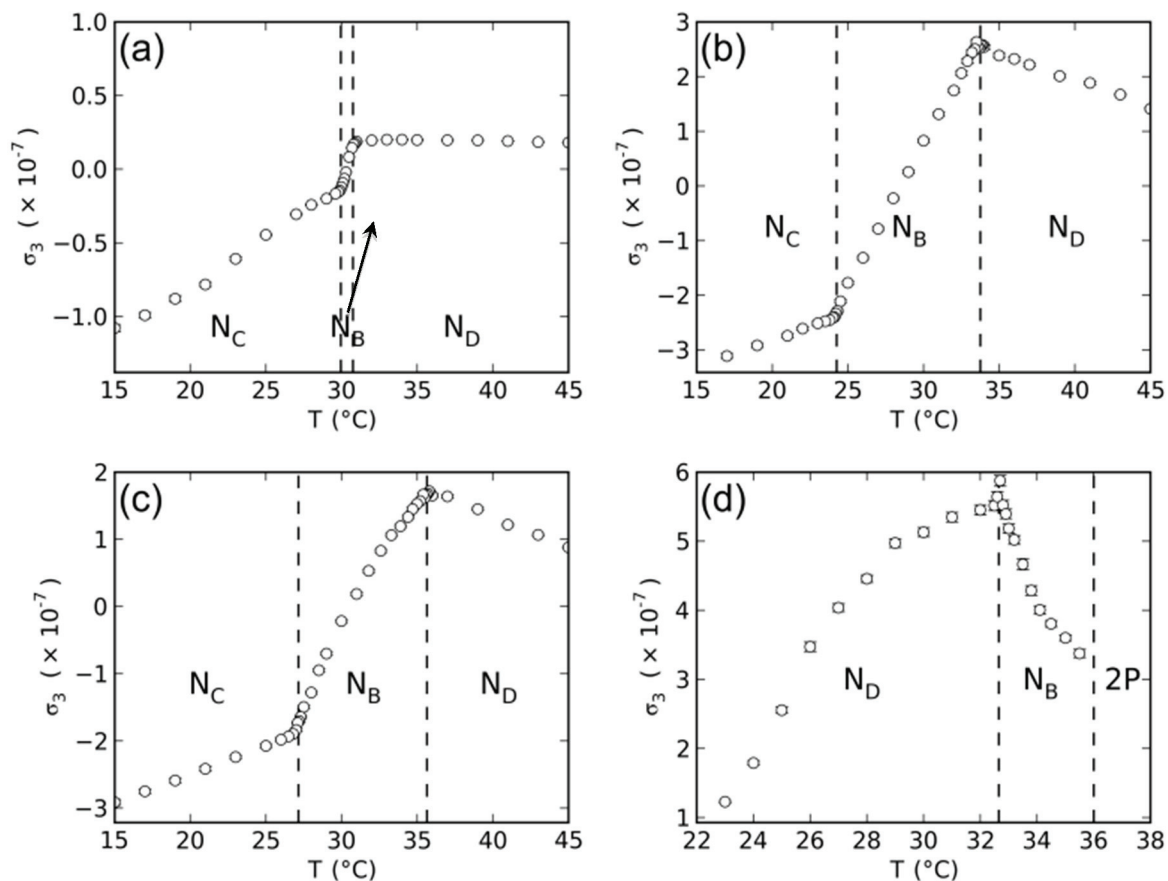 (a)
1.0
0.5
0.0
−0.5
−1.0
σ3 ( × 10-7 )
NC NB ND
15 20 25 30 35 40 45
T (°C)
(b)
3
2
1
0
−1
−2
−3
σ3 ( × 10-7 )
NC NB ND
15 20 25 30 35 40 45
T (°C)
(c)
2
1
0
−1
−2
−3
σ3 ( × 10-7 )
NC NB ND
15 20 25 30 35 40 45
T (°C)
(d)
6
5
4
3
2
1
σ3 ( × 10-7 )
ND NB 2P
22 24 26 28 30 32 34 36 38
T (°C)